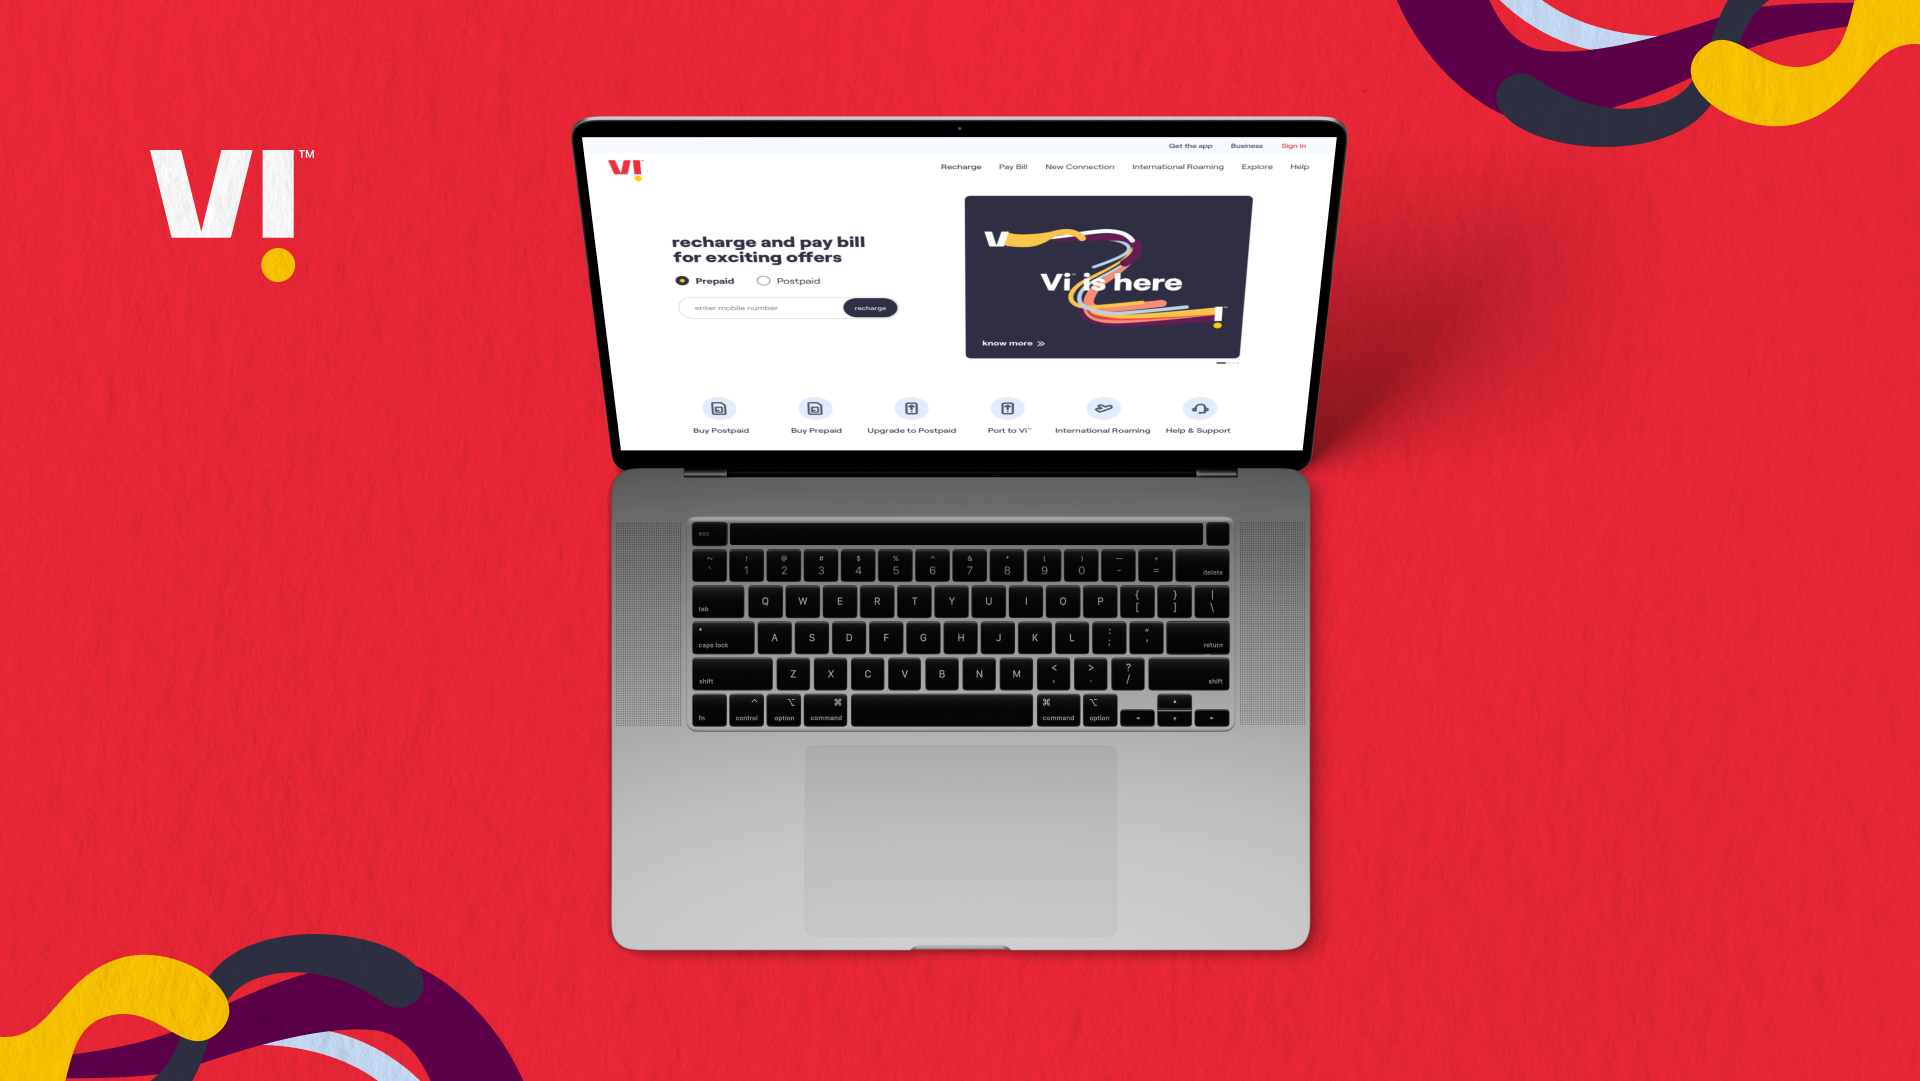 Vi™
Get the app Business Sign In
Vi
Recharge Pay Bill New Connection International Roaming Explore Help
recharge and pay bill
for exciting offers
Prepaid Postpaid
enter mobile number recharge
V
Vi™ is here
!
know more »
Buy Postpaid Buy Prepaid Upgrade to Postpaid Port to Vi™ International Roaming Help & Support
esc
~ ! @ # $ % ^ & * ( ) — +
` 1 2 3 4 5 6 7 8 9 0 - = delete
tab Q W E R T Y U I O P { [ } ] | \
caps lock A S D F G H J K L : ; " ' return
shift Z X C V B N M < , > . ? / shift
fn ^ control ⌥ option ⌘ command ⌘ command ⌥ option ◂ ▴ ▾ ▸